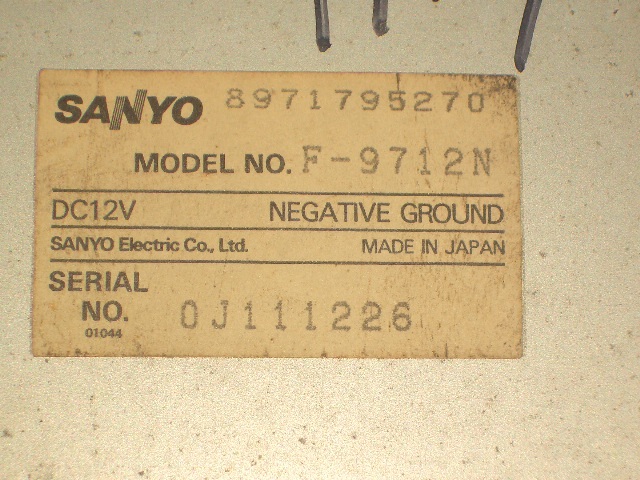 SANYO 8971795270
MODEL NO. F-9712N
DC12V NEGATIVE GROUND
SANYO Electric Co., Ltd. MADE IN JAPAN
SERIAL
NO. 0J111226
01044